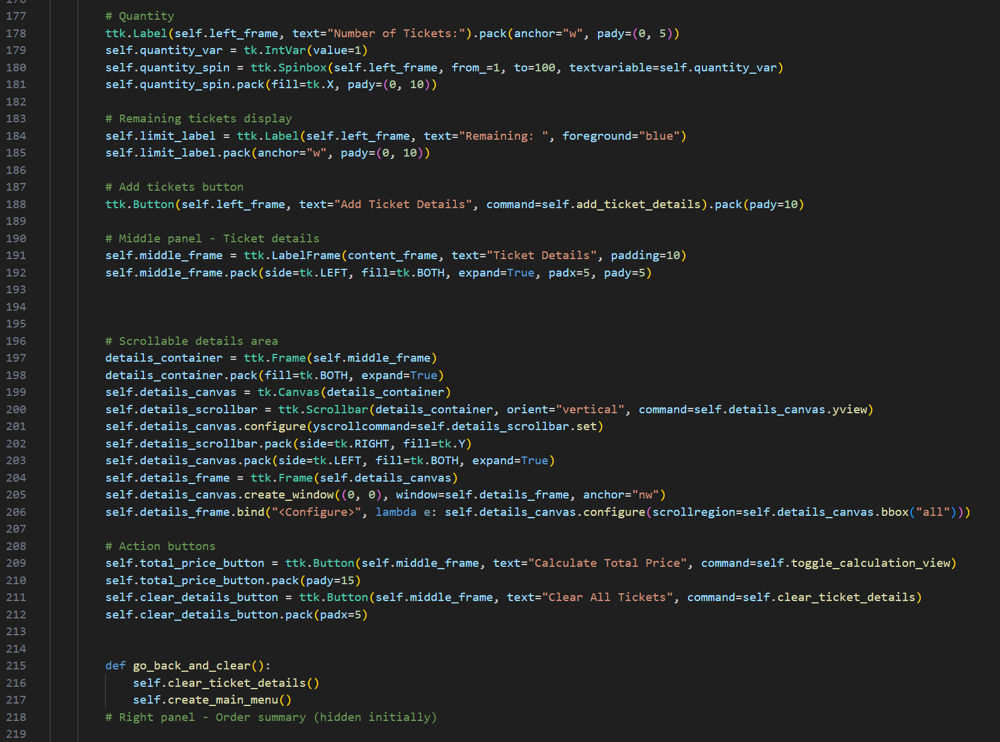 177 # Quantity
178 ttk.Label(self.left_frame, text="Number of Tickets:").pack(anchor="w", pady=(0, 5))
179 self.quantity_var = tk.IntVar(value=1)
180 self.quantity_spin = ttk.Spinbox(self.left_frame, from_=1, to=100, textvariable=self.quantity_var)
181 self.quantity_spin.pack(fill=tk.X, pady=(0, 10))
182
183 # Remaining tickets display
184 self.limit_label = ttk.Label(self.left_frame, text="Remaining: ", foreground="blue")
185 self.limit_label.pack(anchor="w", pady=(0, 10))
186
187 # Add tickets button
188 ttk.Button(self.left_frame, text="Add Ticket Details", command=self.add_ticket_details).pack(pady=10)
189
190 # Middle panel - Ticket details
191 self.middle_frame = ttk.LabelFrame(content_frame, text="Ticket Details", padding=10)
192 self.middle_frame.pack(side=tk.LEFT, fill=tk.BOTH, expand=True, padx=5, pady=5)
193
194
195
196 # Scrollable details area
197 details_container = ttk.Frame(self.middle_frame)
198 details_container.pack(fill=tk.BOTH, expand=True)
199 self.details_canvas = tk.Canvas(details_container)
200 self.details_scrollbar = ttk.Scrollbar(details_container, orient="vertical", command=self.details_canvas.yview)
201 self.details_canvas.configure(yscrollcommand=self.details_scrollbar.set)
202 self.details_scrollbar.pack(side=tk.RIGHT, fill=tk.Y)
203 self.details_canvas.pack(side=tk.LEFT, fill=tk.BOTH, expand=True)
204 self.details_frame = ttk.Frame(self.details_canvas)
205 self.details_canvas.create_window((0, 0), window=self.details_frame, anchor="nw")
206 self.details_frame.bind("<Configure>", lambda e: self.details_canvas.configure(scrollregion=self.details_canvas.bbox("all")))
207
208 # Action buttons
209 self.total_price_button = ttk.Button(self.middle_frame, text="Calculate Total Price", command=self.toggle_calculation_view)
210 self.total_price_button.pack(pady=15)
211 self.clear_details_button = ttk.Button(self.middle_frame, text="Clear All Tickets", command=self.clear_ticket_details)
212 self.clear_details_button.pack(padx=5)
213
214
215 def go_back_and_clear():
216 self.clear_ticket_details()
217 self.create_main_menu()
218 # Right panel - Order summary (hidden initially)
219